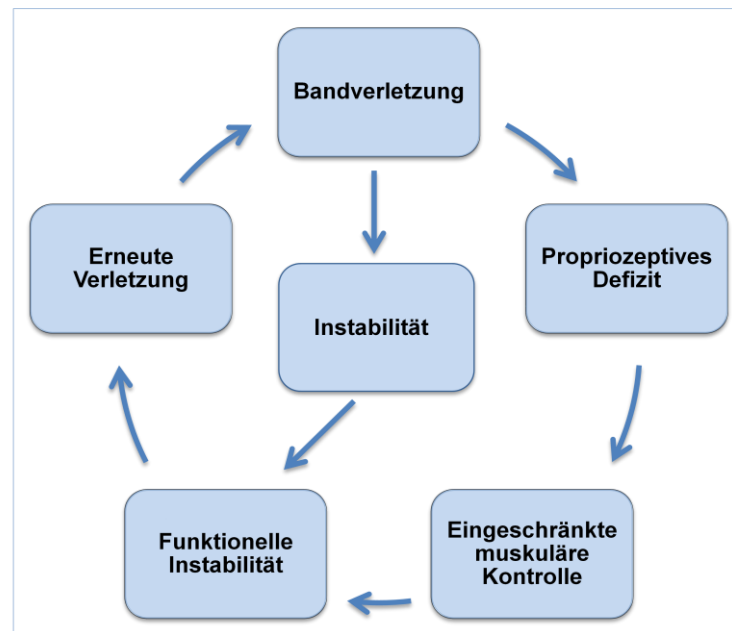 Bandverletzung
Erneute
Verletzung
Propriozeptives
Defizit
Instabilität
Funktionelle
Instabilität
Eingeschränkte
muskuläre
Kontrolle